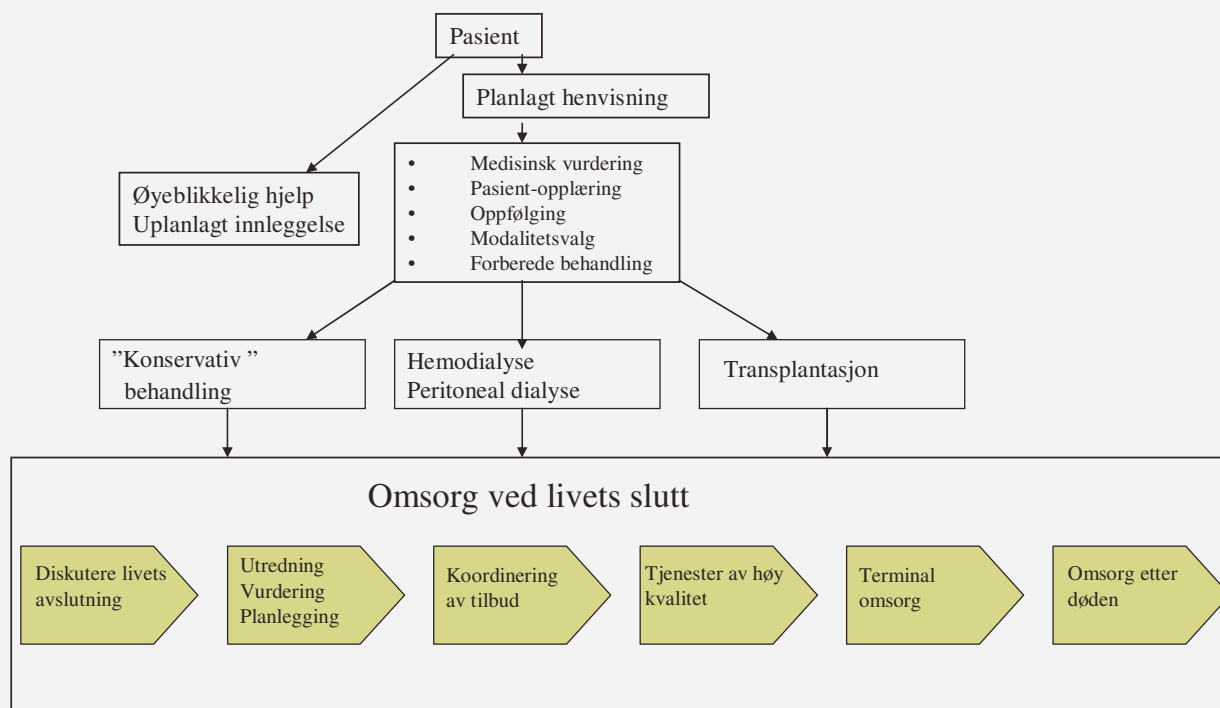 Pasient
Planlagt henvisning
Øyeblikkelig hjelp
Uplanlagt innleggelse
• Medisinsk vurdering
• Pasient-opplæring
• Oppfølging
• Modalitetsvalg
• Forberede behandling
”Konservativ ”
behandling
Hemodialyse
Peritoneal dialyse
Transplantasjon
Omsorg ved livets slutt
Diskutere livets
avslutning
Utredning
Vurdering
Planlegging
Koordinering
av tilbud
Tjenester av høy
kvalitet
Terminal
omsorg
Omsorg etter
døden